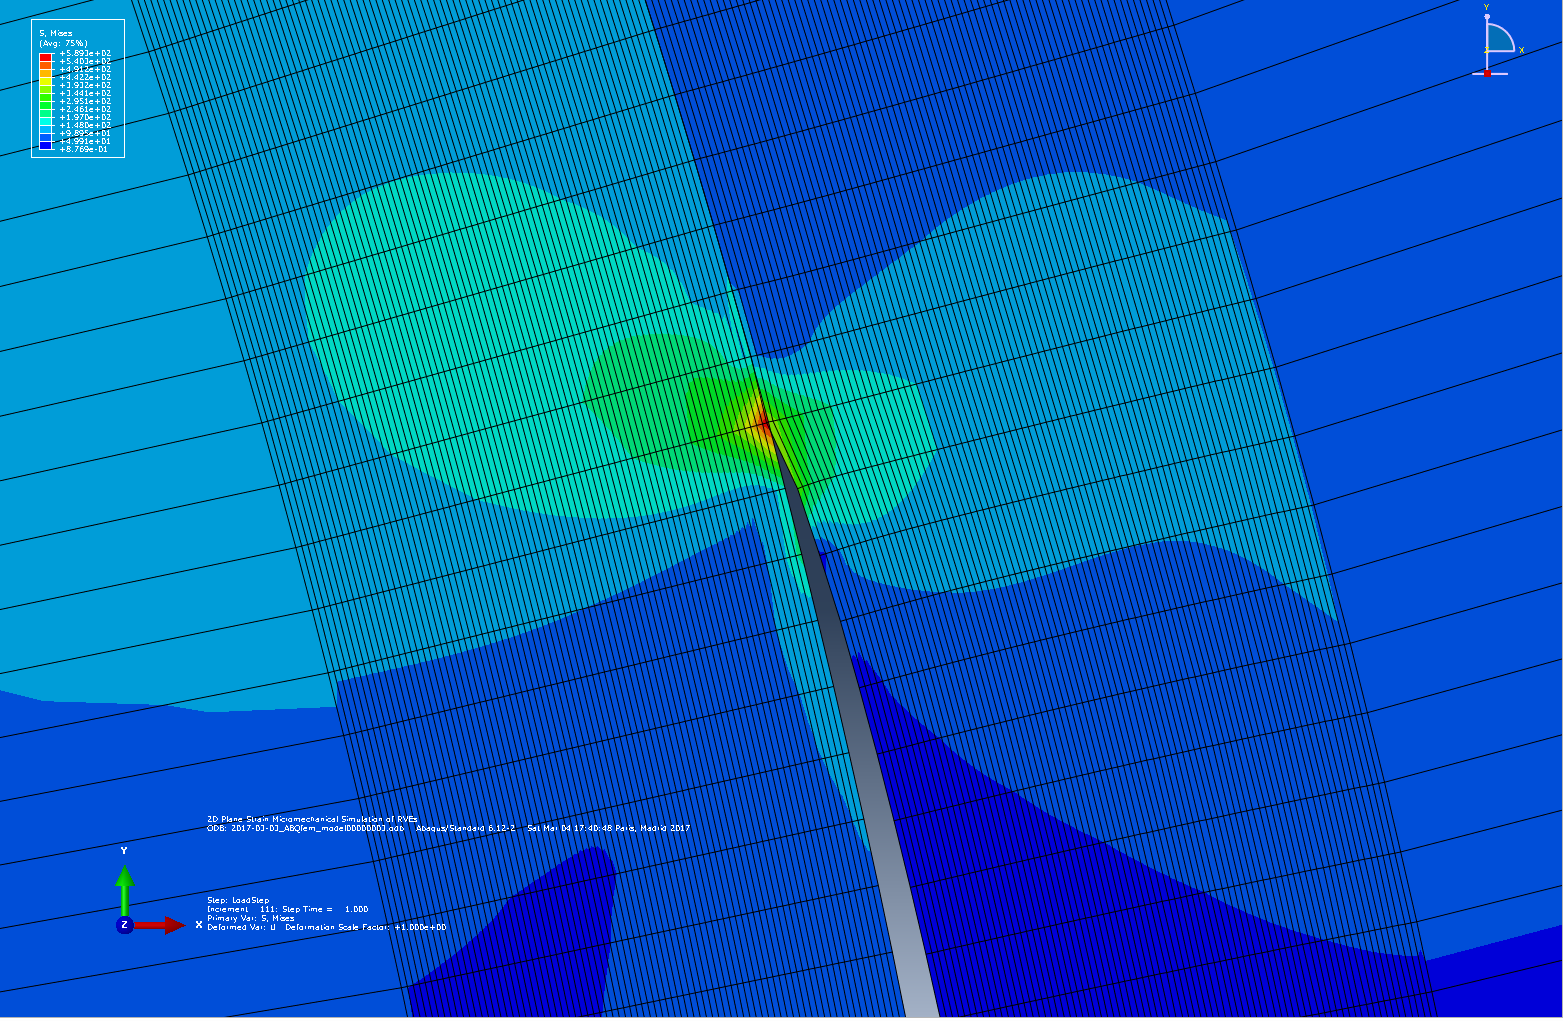 S, Mises
(Avg: 75%)
+5.893e+02
+5.403e+02
+4.912e+02
+4.422e+02
+3.932e+02
+3.441e+02
+2.951e+02
+2.461e+02
+1.970e+02
+1.480e+02
+9.895e+01
+4.991e+01
+8.769e-01
Y
Z
X
2D Plane Strain Micromechanical Simulation of RVEs
ODB: 2017-03-03_ABQfem_model00000003.odb Abaqus/Standard 6.12-2 Sat Mar 04 17:40:48 Paris, Madrid 2017
Y
Z
X
Step: LoadStep
Increment 111: Step Time = 1.000
Primary Var: S, Mises
Deformed Var: U Deformation Scale Factor: +1.000e+00